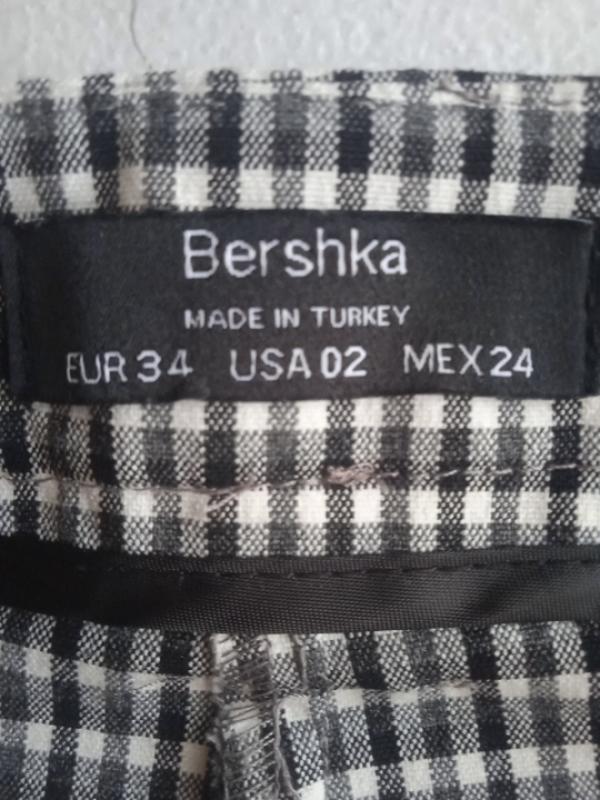 Bershka
MADE IN TURKEY
EUR 34 USA 02 MEX 24